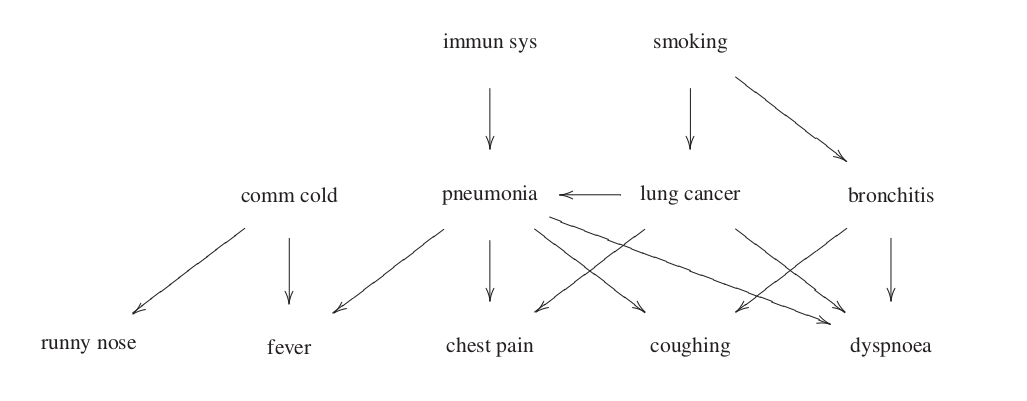 immun sys
smoking
comm cold
pneumonia
lung cancer
bronchitis
runny nose
fever
chest pain
coughing
dyspnoea